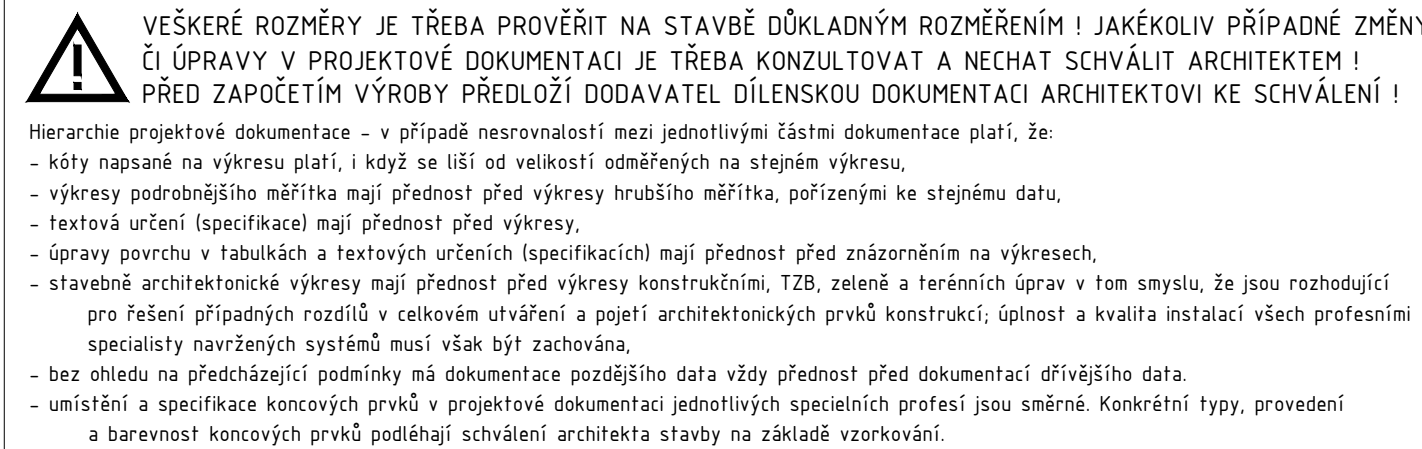 VEŠKERÉ ROZMĚRY JE TŘEBA PROVĚŘIT NA STAVBĚ DŮKLADNÝM ROZMĚŘENÍM ! JAKÉKOLIV PŘÍPADNÉ ZMĚNY
ČI ÚPRAVY V PROJEKTOVÉ DOKUMENTACI JE TŘEBA KONZULTOVAT A NECHAT SCHVÁLIT ARCHITEKTEM !
PŘED ZAPOČETÍM VÝROBY PŘEDLOŽÍ DODAVATEL DÍLENSKOU DOKUMENTACI ARCHITEKTOVI KE SCHVÁLENÍ !
Hierarchie projektové dokumentace - v případě nesrovnalostí mezi jednotlivými částmi dokumentace platí, že:
- kóty napsané na výkresu platí, i když se liší od velikostí odměřených na stejném výkresu,
- výkresy podrobnějšího měřítka mají přednost před výkresy hrubšího měřítka, pořízenými ke stejnému datu,
- textová určení (specifikace) mají přednost před výkresy,
- úpravy povrchu v tabulkách a textových určeních (specifikacích) mají přednost před znázorněním na výkresech,
- stavebně architektonické výkresy mají přednost před výkresy konstrukčními, TZB, zeleně a terénních úprav v tom smyslu, že jsou rozhodující
pro řešení případných rozdílů v celkovém utváření a pojetí architektonických prvků konstrukcí; úplnost a kvalita instalací všech profesními
specialisty navržených systémů musí však být zachována,
- bez ohledu na předcházející podmínky má dokumentace pozdějšího data vždy přednost před dokumentací dřívějšího data.
- umístění a specifikace koncových prvků v projektové dokumentaci jednotlivých specielních profesí jsou směrné. Konkrétní typy, provedení
a barevnost koncových prvků podléhají schválení architekta stavby na základě vzorkování.